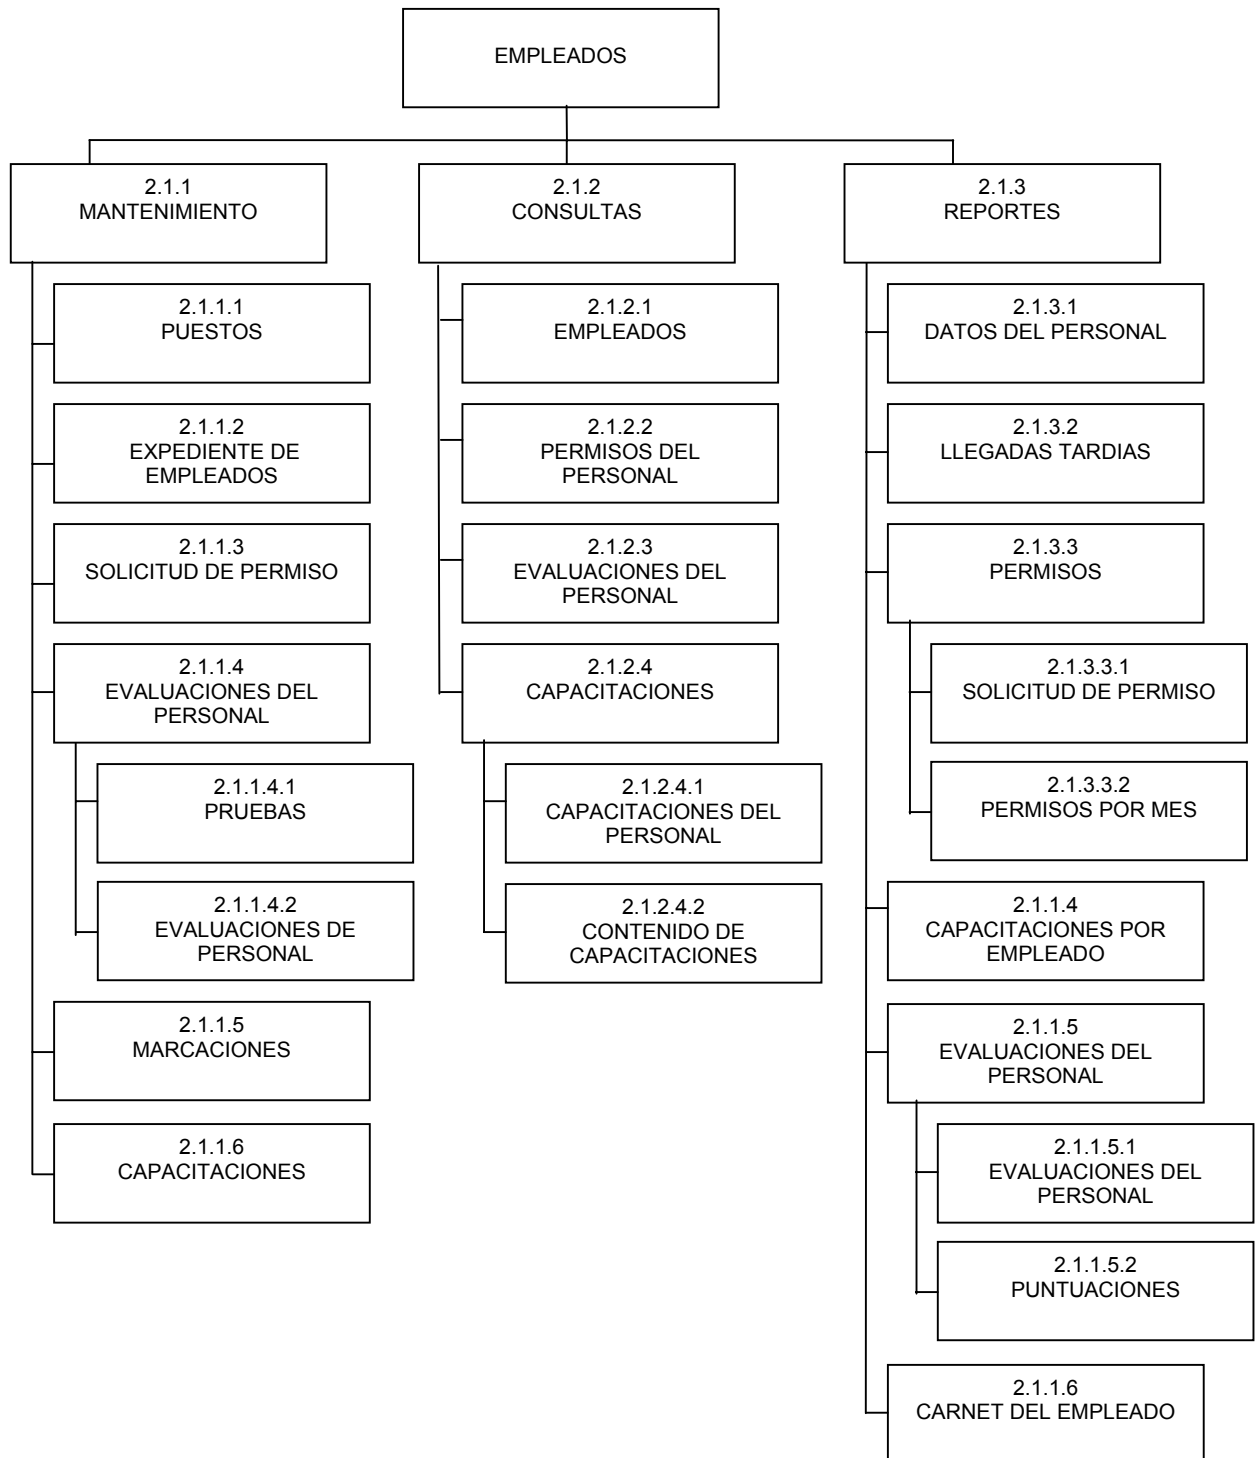 EMPLEADOS
2.1.1
MANTENIMIENTO
2.1.1.1
PUESTOS
2.1.1.2
EXPEDIENTE DE
EMPLEADOS
2.1.1.3
SOLICITUD DE PERMISO
2.1.1.4
EVALUACIONES DEL
PERSONAL
2.1.1.4.1
PRUEBAS
2.1.1.4.2
EVALUACIONES DE
PERSONAL
2.1.1.5
MARCACIONES
2.1.1.6
CAPACITACIONES
2.1.2
CONSULTAS
2.1.2.1
EMPLEADOS
2.1.2.2
PERMISOS DEL
PERSONAL
2.1.2.3
EVALUACIONES DEL
PERSONAL
2.1.2.4
CAPACITACIONES
2.1.2.4.1
CAPACITACIONES DEL
PERSONAL
2.1.2.4.2
CONTENIDO DE
CAPACITACIONES
2.1.3
REPORTES
2.1.3.1
DATOS DEL PERSONAL
2.1.3.2
LLEGADAS TARDIAS
2.1.3.3
PERMISOS
2.1.3.3.1
SOLICITUD DE PERMISO
2.1.3.3.2
PERMISOS POR MES
2.1.1.4
CAPACITACIONES POR
EMPLEADO
2.1.1.5
EVALUACIONES DEL
PERSONAL
2.1.1.5.1
EVALUACIONES DEL
PERSONAL
2.1.1.5.2
PUNTUACIONES
2.1.1.6
CARNET DEL EMPLEADO